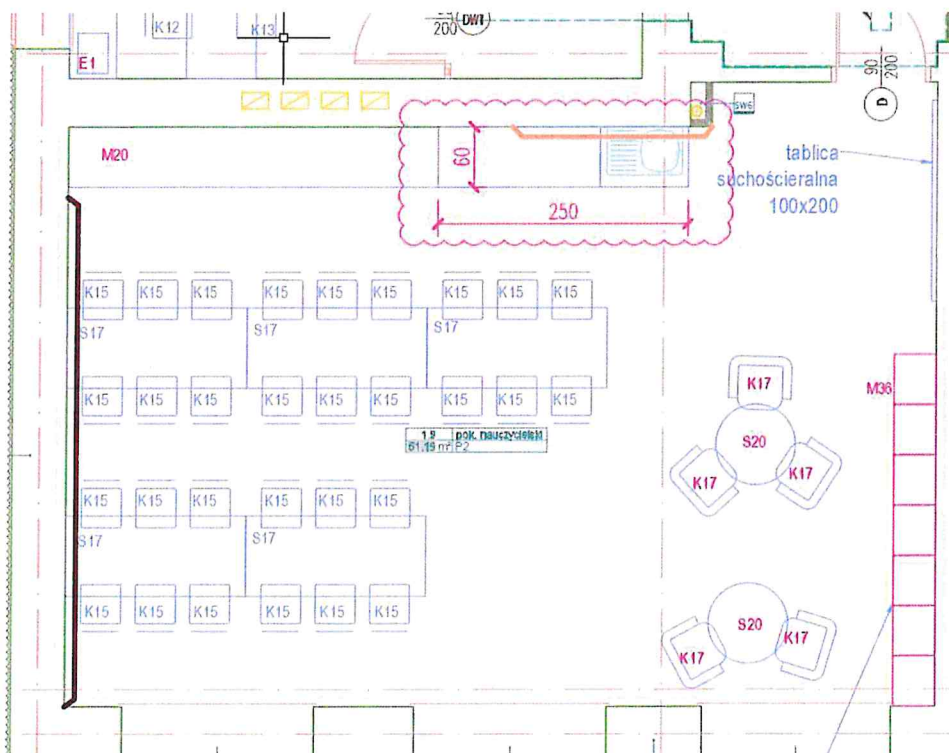 K12
K13
200
DW1
E1
90
200
D
SW6
M20
60
250
tablica
suchościeralna
100x200
K15 K15 K15 K15 K15 K15 K15 K15 K15
S17 S17 S17
K15 K15 K15 K15 K15 K15 K15 K15 K15
K17
M36
1.9 pok. nauczycielski
61.19 m² P2
S20
K17 K17
K15 K15 K15 K15 K15 K15
S17 S17
K15 K15 K15 K15 K15 K15
S20
K17 K17